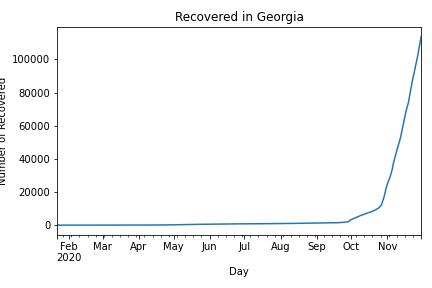 Recovered in Georgia
Number of Recovered
100000
80000
60000
40000
20000
0
Feb Mar Apr May Jun Jul Aug Sep Oct Nov
2020
Day